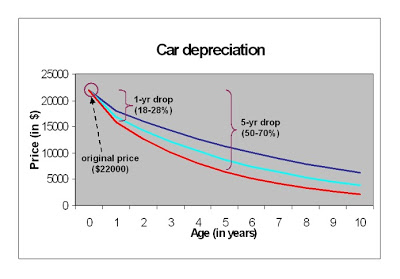 Car depreciation
25000
20000
15000
10000
5000
0
Price (in $)
1-yr drop
(18-28%)
5-yr drop
(50-70%)
original price
($22000)
0 1 2 3 4 5 6 7 8 9 10
Age (in years)